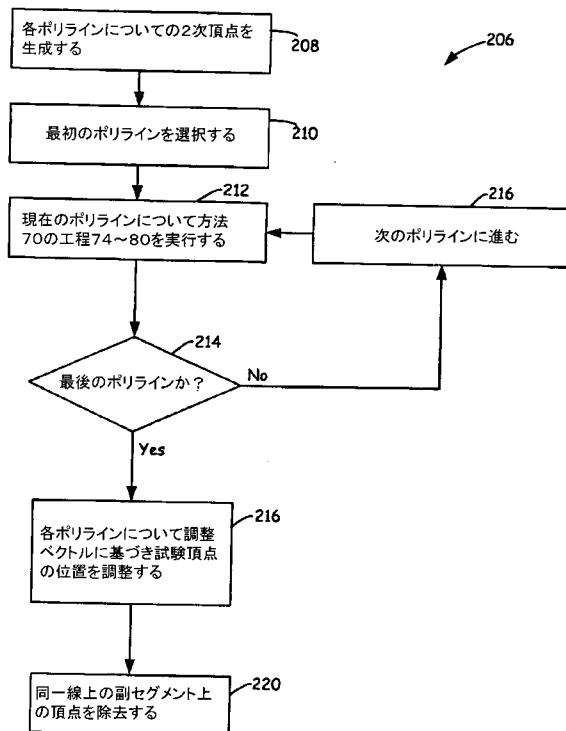 各ポリラインについての2次頂点を
生成する
208
206
最初のポリラインを選択する
210
212
現在のポリラインについて方法
70の工程74～80を実行する
216
次のポリラインに進む
214
最後のポリラインか？
No
Yes
216
各ポリラインについて調整
ベクトルに基づき試験頂点
の位置を調整する
220
同一線上の副セグメント上
の頂点を除去する